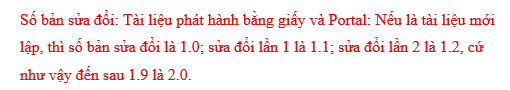 Số bản sửa đổi: Tài liệu phát hành bằng giấy và Portal: Nếu là tài liệu mới
lập, thì số bản sửa đổi là 1.0; sửa đổi lần 1 là 1.1; sửa đổi lần 2 là 1.2, cứ
như vậy đến sau 1.9 là 2.0.